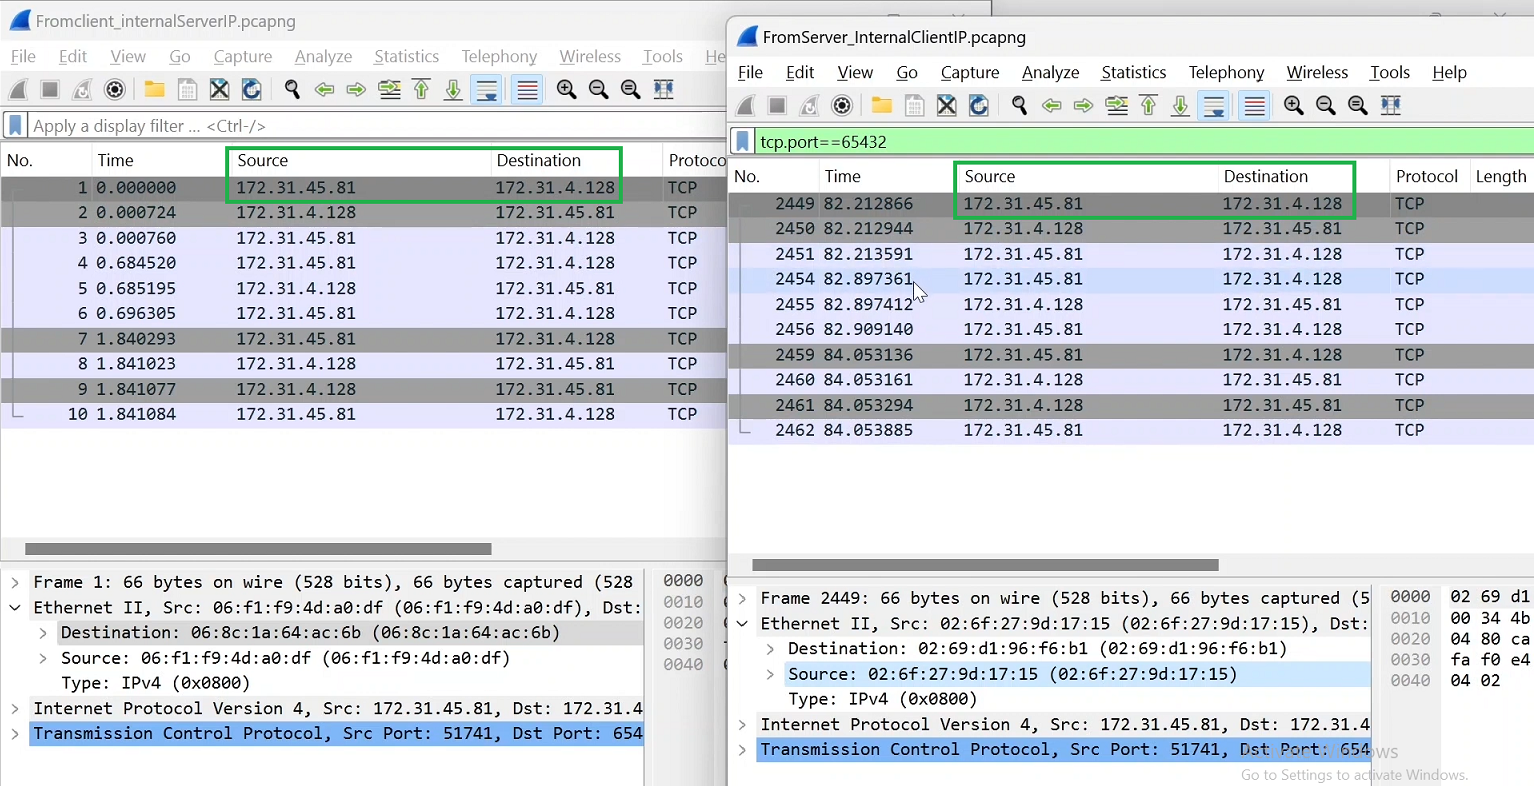 Fromclient_internalServerIP.pcapng
File Edit View Go Capture Analyze Statistics Telephony Wireless Tools He
Apply a display filter ... <Ctrl-/>
No. Time Source Destination Protoco
1 0.000000 172.31.45.81 172.31.4.128 TCP
2 0.000724 172.31.4.128 172.31.45.81 TCP
3 0.000760 172.31.45.81 172.31.4.128 TCP
4 0.684520 172.31.45.81 172.31.4.128 TCP
5 0.685195 172.31.4.128 172.31.45.81 TCP
6 0.696305 172.31.45.81 172.31.4.128 TCP
7 1.840293 172.31.45.81 172.31.4.128 TCP
8 1.841023 172.31.4.128 172.31.45.81 TCP
9 1.841077 172.31.4.128 172.31.45.81 TCP
10 1.841084 172.31.45.81 172.31.4.128 TCP
Frame 1: 66 bytes on wire (528 bits), 66 bytes captured (528
Ethernet II, Src: 06:f1:f9:4d:a0:df (06:f1:f9:4d:a0:df), Dst:
Destination: 06:8c:1a:64:ac:6b (06:8c:1a:64:ac:6b)
Source: 06:f1:f9:4d:a0:df (06:f1:f9:4d:a0:df)
Type: IPv4 (0x0800)
Internet Protocol Version 4, Src: 172.31.45.81, Dst: 172.31.4
Transmission Control Protocol, Src Port: 51741, Dst Port: 654
0000
0010
0020
0030
0040
FromServer_InternalClientIP.pcapng
File Edit View Go Capture Analyze Statistics Telephony Wireless Tools Help
tcp.port==65432
No. Time Source Destination Protocol Length
2449 82.212866 172.31.45.81 172.31.4.128 TCP
2450 82.212944 172.31.4.128 172.31.45.81 TCP
2451 82.213591 172.31.45.81 172.31.4.128 TCP
2454 82.897361 172.31.45.81 172.31.4.128 TCP
2455 82.897412 172.31.4.128 172.31.45.81 TCP
2456 82.909140 172.31.45.81 172.31.4.128 TCP
2459 84.053136 172.31.45.81 172.31.4.128 TCP
2460 84.053161 172.31.4.128 172.31.45.81 TCP
2461 84.053294 172.31.4.128 172.31.45.81 TCP
2462 84.053885 172.31.45.81 172.31.4.128 TCP
Frame 2449: 66 bytes on wire (528 bits), 66 bytes captured (5
Ethernet II, Src: 02:6f:27:9d:17:15 (02:6f:27:9d:17:15), Dst:
Destination: 02:69:d1:96:f6:b1 (02:69:d1:96:f6:b1)
Source: 02:6f:27:9d:17:15 (02:6f:27:9d:17:15)
Type: IPv4 (0x0800)
Internet Protocol Version 4, Src: 172.31.45.81, Dst: 172.31.4
Transmission Control Protocol, Src Port: 51741, Dst Port: 654
0000 02 69 d1
0010 00 34 4b
0020 04 80 ca
0030 fa f0 e4
0040 04 02
Go to Settings to activate Windows.